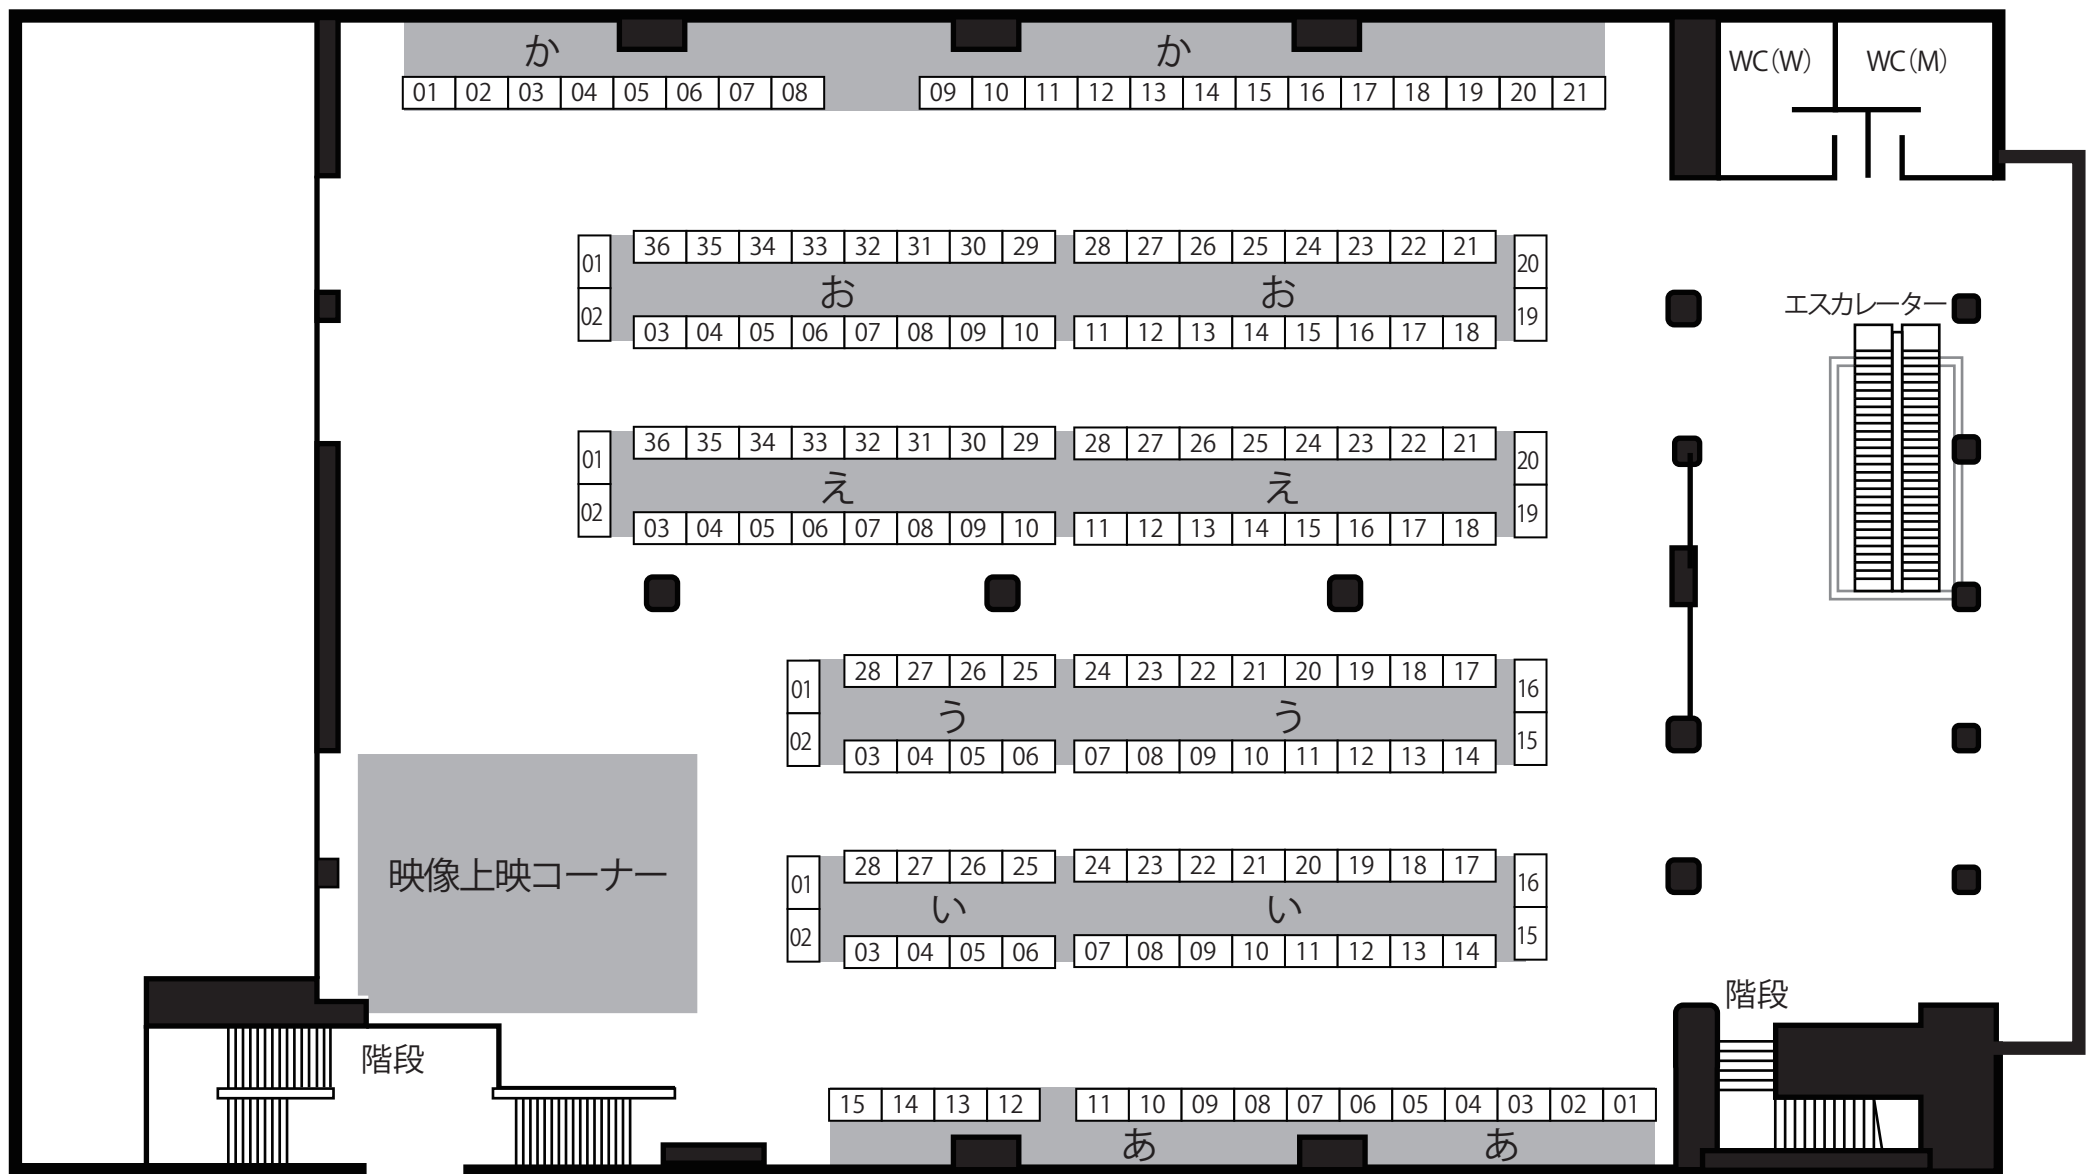 か か
WC(W) WC(M)
01 02 03 04 05 06 07 08 09 10 11 12 13 14 15 16 17 18 19 20 21
36 35 34 33 32 31 30 29 28 27 26 25 24 23 22 21
01 20
お お
エスカレーター
02 19
03 04 05 06 07 08 09 10 11 12 13 14 15 16 17 18
36 35 34 33 32 31 30 29 28 27 26 25 24 23 22 21
01 20
え え
02 19
03 04 05 06 07 08 09 10 11 12 13 14 15 16 17 18
28 27 26 25 24 23 22 21 20 19 18 17
01 16
う う
02 15
03 04 05 06 07 08 09 10 11 12 13 14
28 27 26 25 24 23 22 21 20 19 18 17
映像上映コーナー
01 16
い い
02 15
03 04 05 06 07 08 09 10 11 12 13 14
階段
階段
15 14 13 12 11 10 09 08 07 06 05 04 03 02 01
あ あ